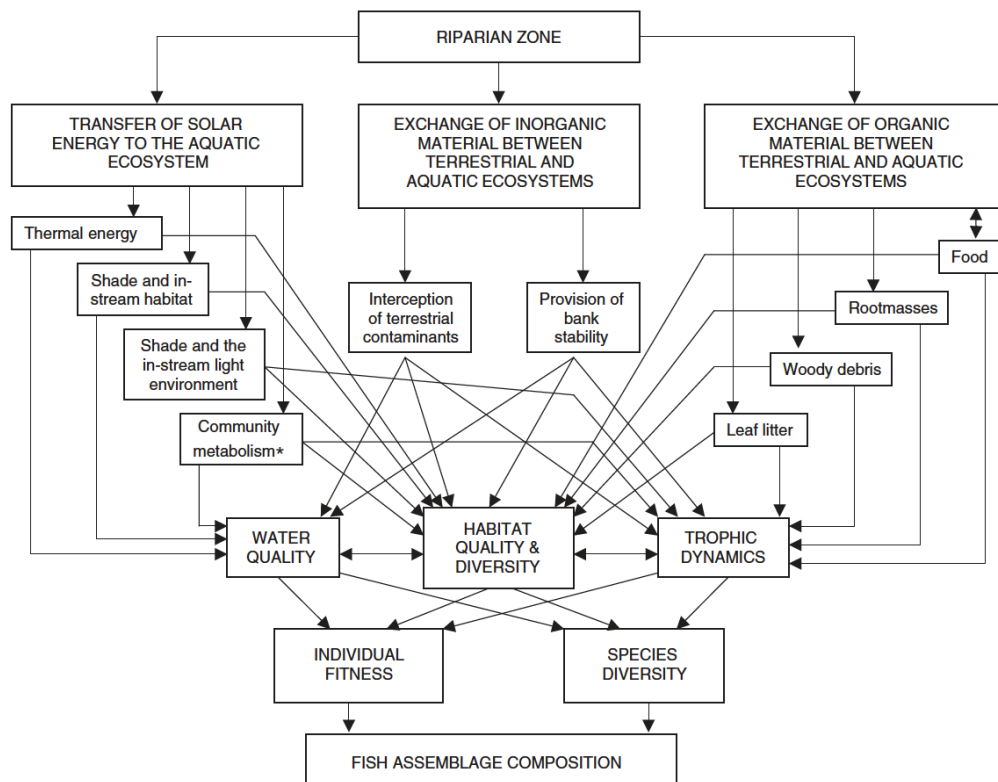 RIPARIAN ZONE
TRANSFER OF SOLAR
ENERGY TO THE AQUATIC
ECOSYSTEM
EXCHANGE OF INORGANIC
MATERIAL BETWEEN
TERRESTRIAL AND
AQUATIC ECOSYSTEMS
EXCHANGE OF ORGANIC
MATERIAL BETWEEN
TERRESTRIAL AND AQUATIC
ECOSYSTEMS
Thermal energy
Shade and in-
stream habitat
Shade and the
in-stream light
environment
Community
metabolism*
Interception
of terrestrial
contaminants
Provision of
bank
stability
Food
Rootmasses
Woody debris
Leaf litter
WATER
QUALITY
HABITAT
QUALITY &
DIVERSITY
TROPHIC
DYNAMICS
INDIVIDUAL
FITNESS
SPECIES
DIVERSITY
FISH ASSEMBLAGE COMPOSITION